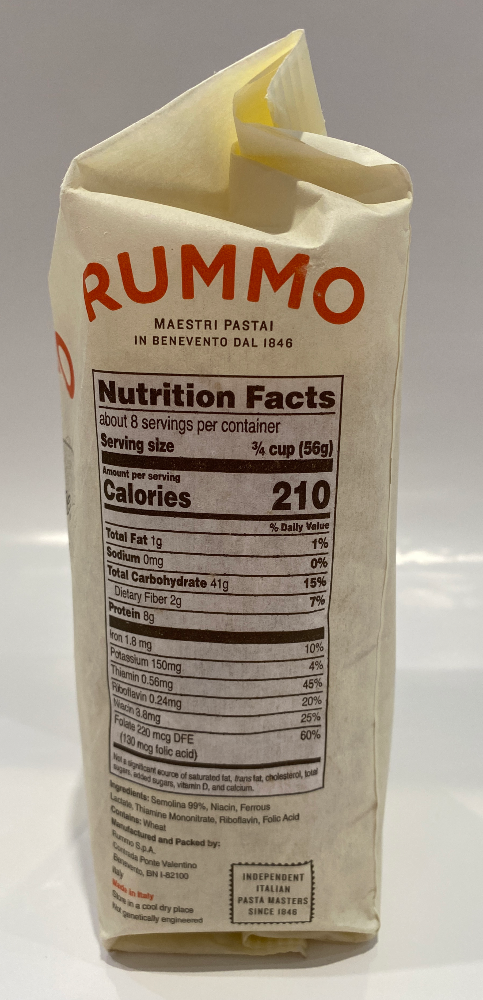 RUMMO
MAESTRI PASTAI
IN BENEVENTO DAL 1846
Nutrition Facts
about 8 servings per container
Serving size ¾ cup (56g)
Amount per serving
Calories 210
% Daily Value
Total Fat 1g 1%
Sodium 0mg 0%
Total Carbohydrate 41g 15%
Dietary Fiber 2g 7%
Protein 8g
Iron 1.8 mg 10%
Potassium 150mg 4%
Thiamin 0.56mg 45%
Riboflavin 0.24mg 20%
Niacin 3.8mg 25%
Folate 220 mcg DFE 60%
(130 mcg folic acid)
Not a significant source of saturated fat, trans fat, cholesterol, total
sugars, added sugars, vitamin D, and calcium.
Ingredients: Semolina 99%, Niacin, Ferrous
Lactate, Thiamine Mononitrate, Riboflavin, Folic Acid
Contains: Wheat
Manufactured and Packed by:
Rummo S.p.A.
Contrada Ponte Valentino
Benevento, BN I-82100
Italy
Made in Italy
Store in a cool dry place
Not genetically engineered
INDEPENDENT
ITALIAN
PASTA MASTERS
SINCE 1846